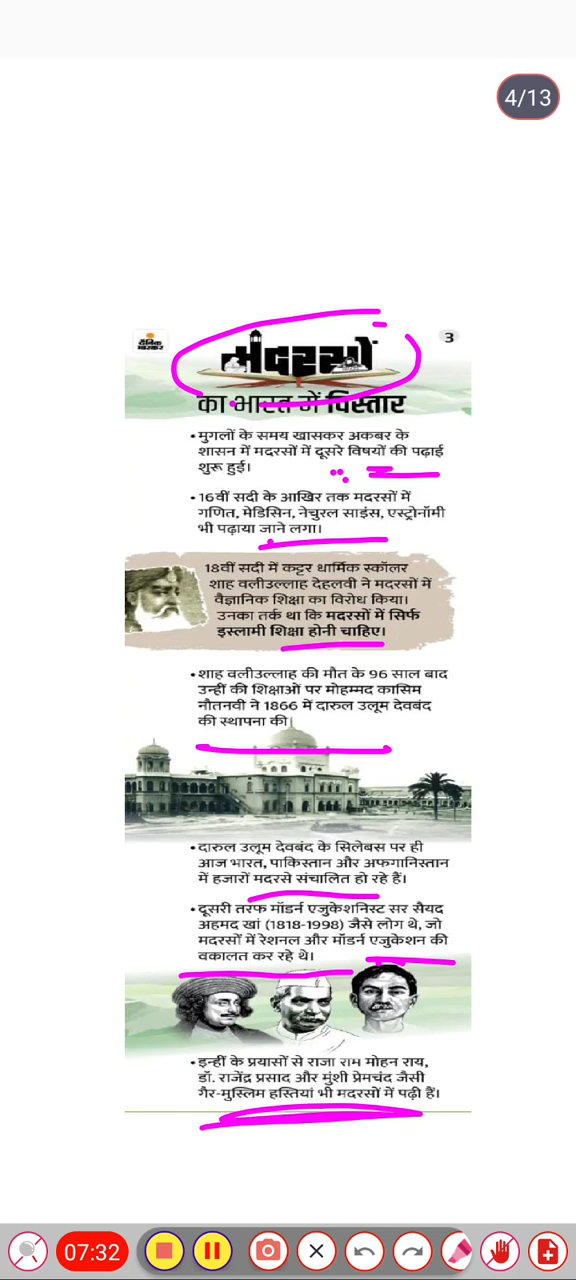 4/13
दैनिक
भास्कर
3
मदरसों
का भारत में विस्तार
• मुगलों के समय खासकर अकबर के
शासन में मदरसों में दूसरे विषयों की पढ़ाई
शुरू हुई।
• 16वीं सदी के आखिर तक मदरसों में
गणित, मेडिसिन, नेचुरल साइंस, एस्ट्रोनॉमी
भी पढ़ाया जाने लगा।
18वीं सदी में कट्टर धार्मिक स्कॉलर
शाह वलीउल्लाह देहलवी ने मदरसों में
वैज्ञानिक शिक्षा का विरोध किया।
उनका तर्क था कि मदरसों में सिर्फ
इस्लामी शिक्षा होनी चाहिए।
• शाह वलीउल्लाह की मौत के 96 साल बाद
उन्हीं की शिक्षाओं पर मोहम्मद कासिम
नौतनवी ने 1866 में दारुल उलूम देवबंद
की स्थापना की।
• दारुल उलूम देवबंद के सिलेबस पर ही
आज भारत, पाकिस्तान और अफगानिस्तान
में हजारों मदरसे संचालित हो रहे हैं।
• दूसरी तरफ मॉडर्न एजुकेशनिस्ट सर सैयद
अहमद खां (1818-1998) जैसे लोग थे, जो
मदरसों में रेशनल और मॉडर्न एजुकेशन की
वकालत कर रहे थे।
• इन्हीं के प्रयासों से राजा राम मोहन राय,
डॉ. राजेंद्र प्रसाद और मुंशी प्रेमचंद जैसी
गैर-मुस्लिम हस्तियां भी मदरसों में पढ़ी हैं।
07:32